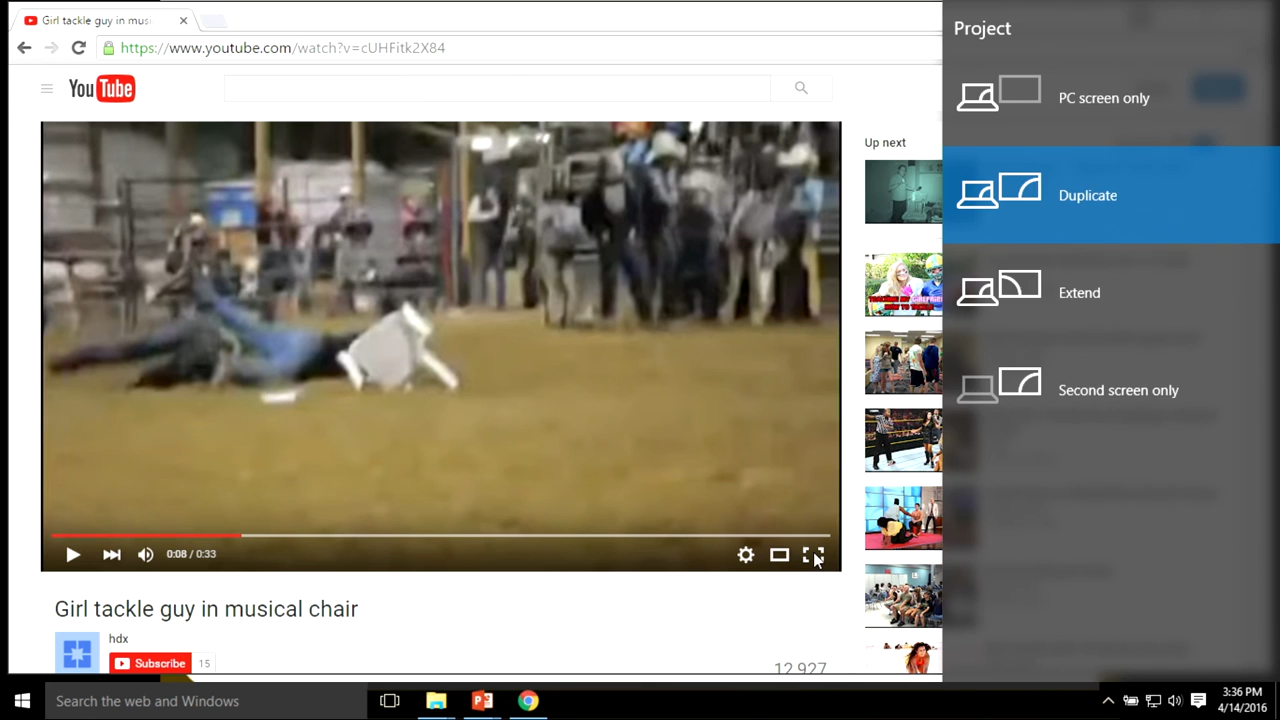 Girl tackle guy in musi
https://www.youtube.com/watch?v=cUHFitk2X84
YouTube
Up next
0:08 / 0:33
Girl tackle guy in musical chair
hdx
Subscribe 15
12,927
Project
PC screen only
Duplicate
Extend
Second screen only
Search the web and Windows
3:36 PM
4/14/2016